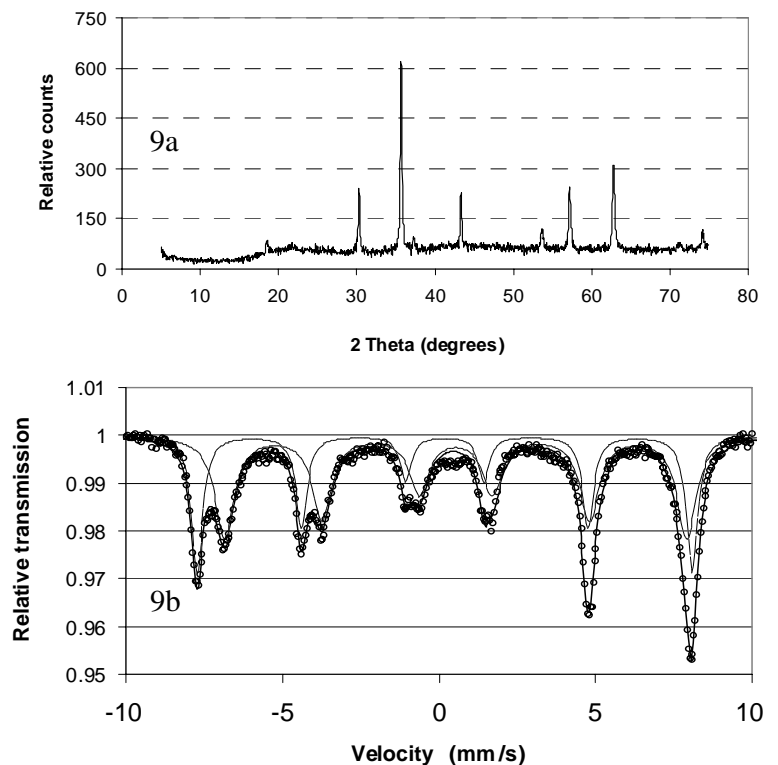 750
600
450
300
150
0
Relative counts
9a
0 10 20 30 40 50 60 70 80
2 Theta (degrees)
1.01
1
0.99
0.98
0.97
0.96
0.95
Relative transmission
9b
-10 -5 0 5 10
Velocity (mm/s)